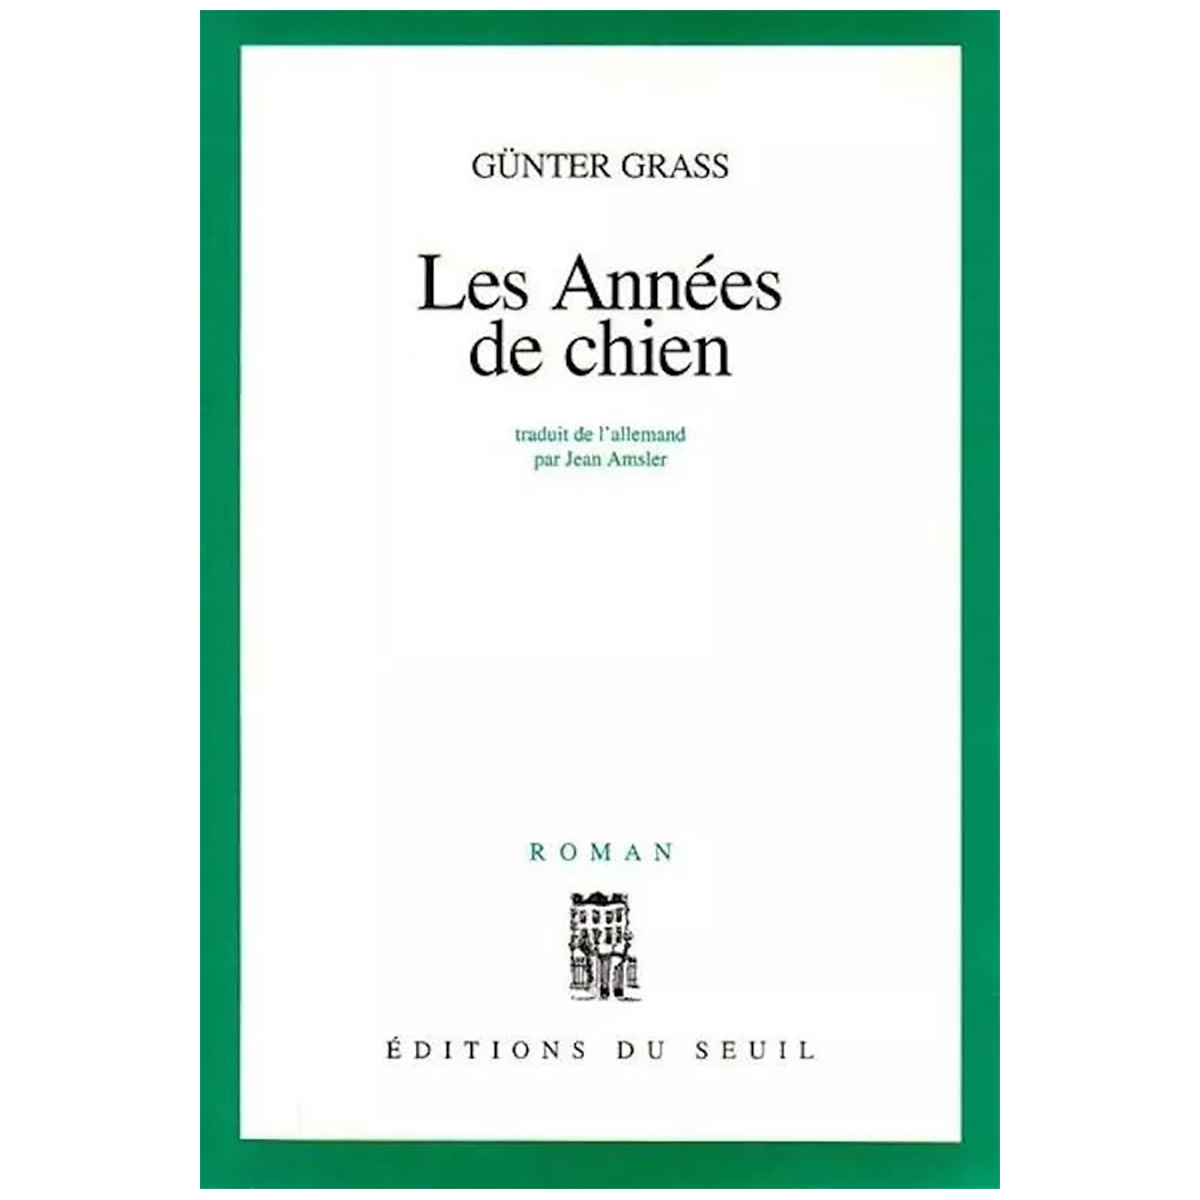 GÜNTER GRASS
Les Années
de chien
traduit de l'allemand
par Jean Amsler
ROMAN
ÉDITIONS DU SEUIL